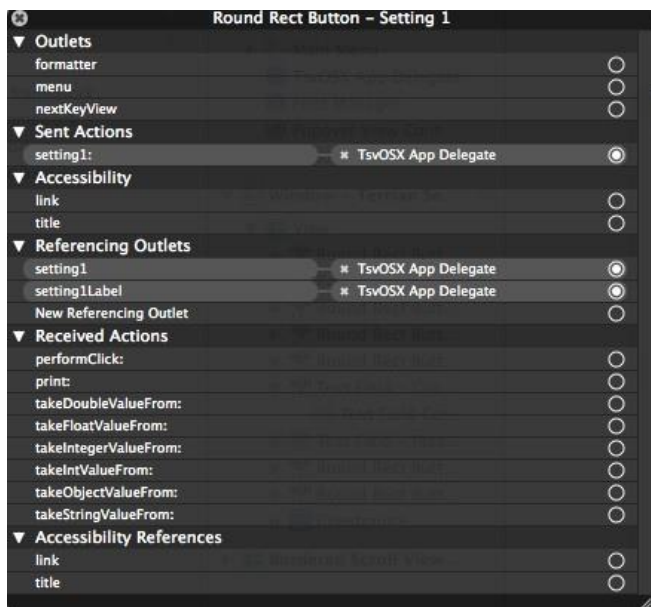 Round Rect Button – Setting 1
▼ Outlets
formatter
menu
nextKeyView
▼ Sent Actions
setting1: ✖ TsvOSX App Delegate
▼ Accessibility
link
title
▼ Referencing Outlets
setting1 ✖ TsvOSX App Delegate
setting1Label ✖ TsvOSX App Delegate
New Referencing Outlet
▼ Received Actions
performClick:
print:
takeDoubleValueFrom:
takeFloatValueFrom:
takeIntegerValueFrom:
takeIntValueFrom:
takeObjectValueFrom:
takeStringValueFrom:
▼ Accessibility References
link
title